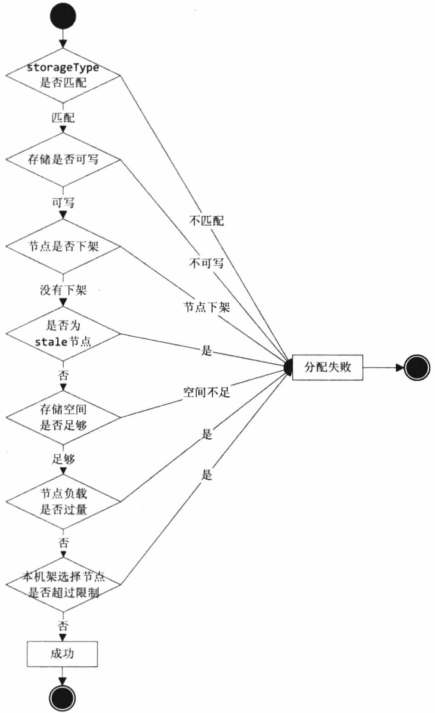 storageType
是否匹配
匹配
存储是否可写
可写
不匹配
不可写
节点是否下架
没有下架
节点下架
是否为
stale节点
是
否
分配失败
存储空间
是否足够
空间不足
足够
是
节点负载
是否过量
是
否
本机架选择节点
是否超过限制
否
成功